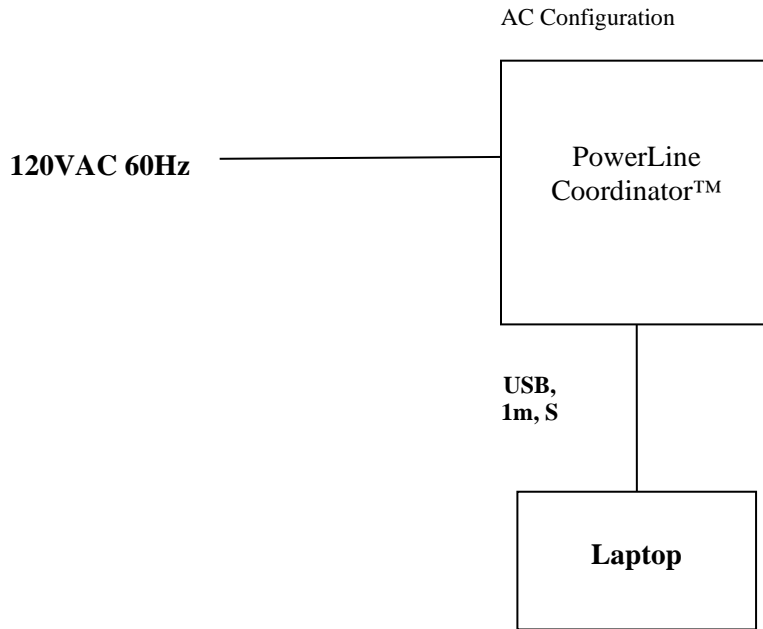 AC Configuration
120VAC 60Hz
PowerLine
Coordinator™
USB,
1m, S
Laptop